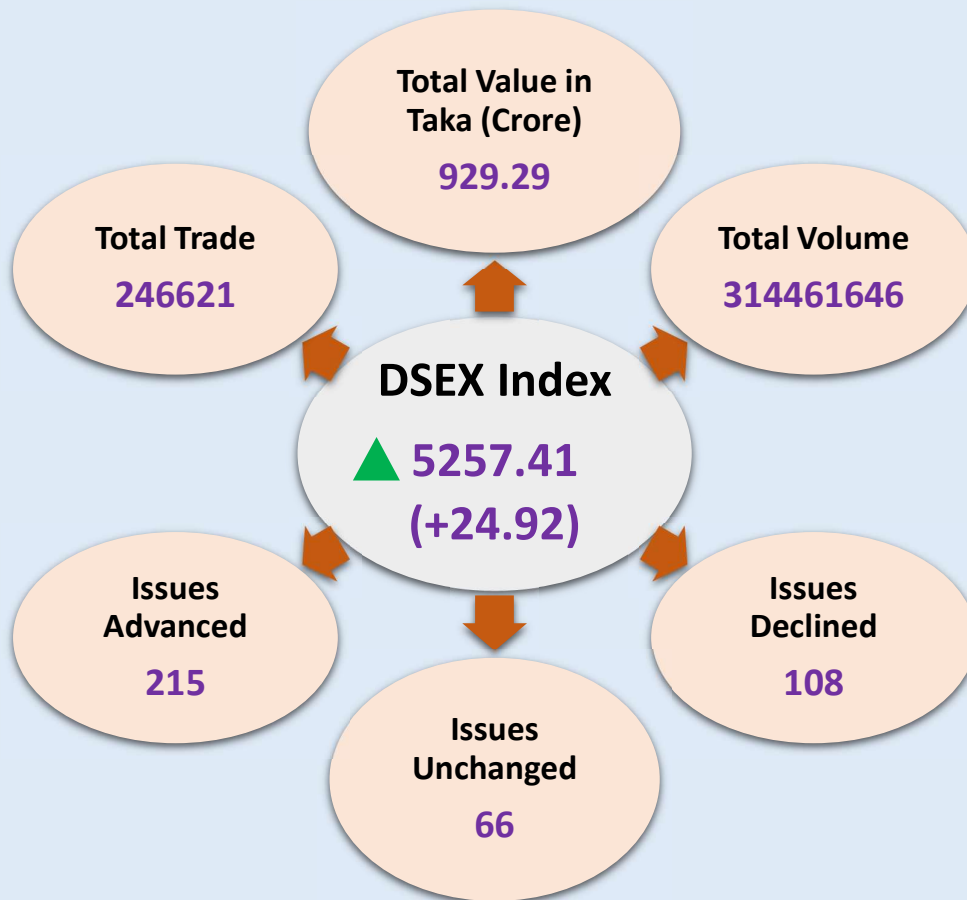 Total Value in
Taka (Crore)
929.29
Total Trade
246621
Total Volume
314461646
DSEX Index
5257.41
(+24.92)
Issues
Advanced
215
Issues
Declined
108
Issues
Unchanged
66